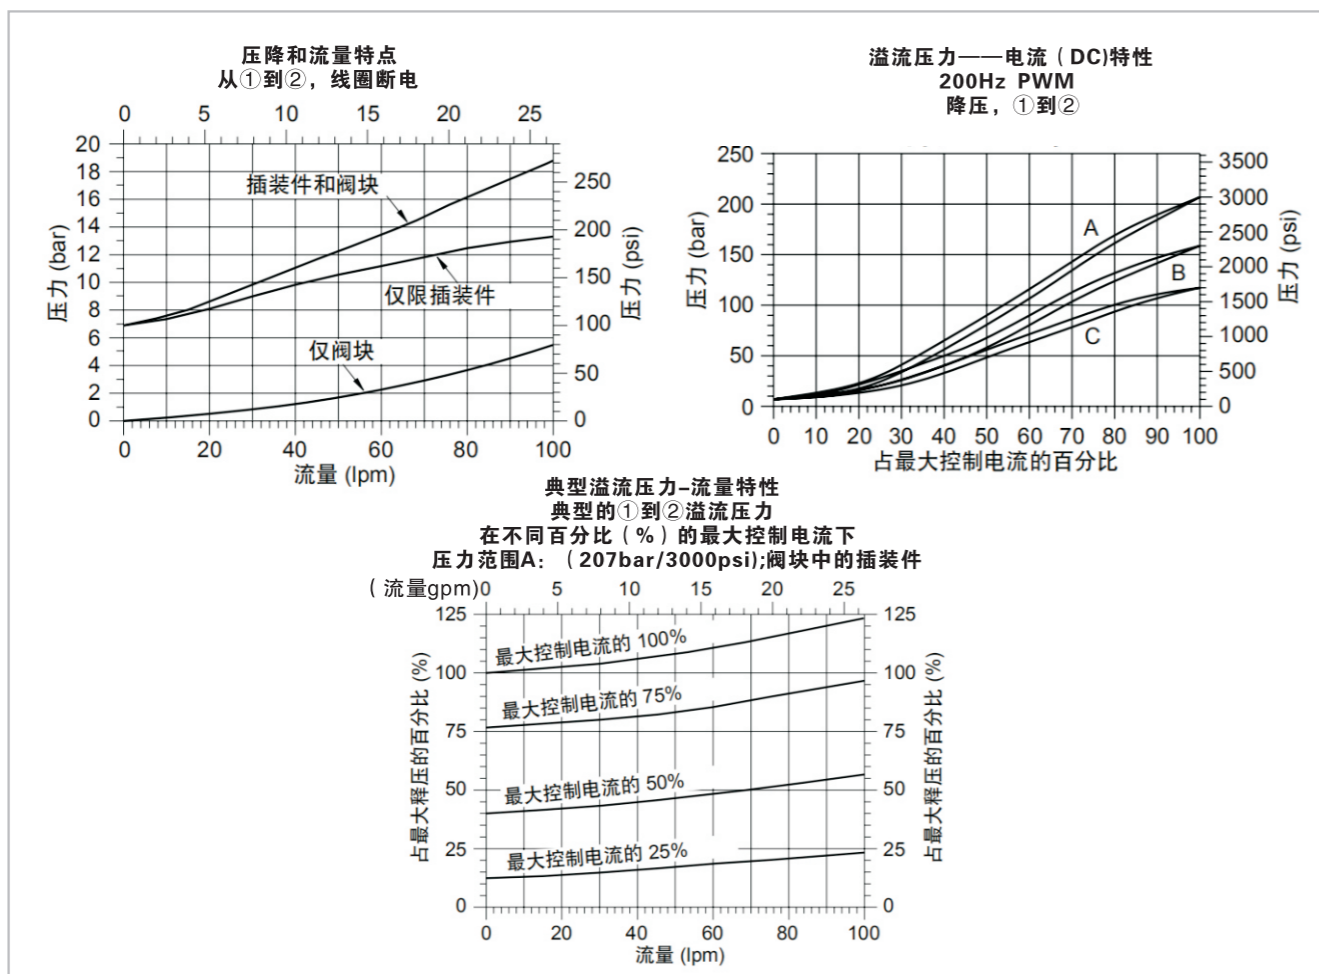 压降和流量特点
从①到②，线圈断电
0 5 10 15 20 25
20
18
16
14
12
10
8
6
4
2
0
压力 (bar)
插装件和阀块
仅限插装件
仅阀块
250
200
150
100
50
0
压力 (psi)
0 20 40 60 80 100
流量 (lpm)
溢流压力——电流（DC)特性
200Hz PWM
降压，①到②
250
200
150
100
50
0
压力 (bar)
A
B
C
3500
3000
2500
2000
1500
1000
500
0
压力 (psi)
0 10 20 30 40 50 60 70 80 90 100
占最大控制电流的百分比
典型溢流压力–流量特性
典型的①到②溢流压力
在不同百分比（%）的最大控制电流下
压力范围A：（207bar/3000psi);阀块中的插装件
（流量gpm) 0 5 10 15 20 25
125
100
75
50
25
0
占最大释压的百分比 (%)
最大控制电流的 100%
最大控制电流的 75%
最大控制电流的 50%
最大控制电流的 25%
125
100
75
50
25
0
占最大释压的百分比 (%)
0 20 40 60 80 100
流量 (lpm)